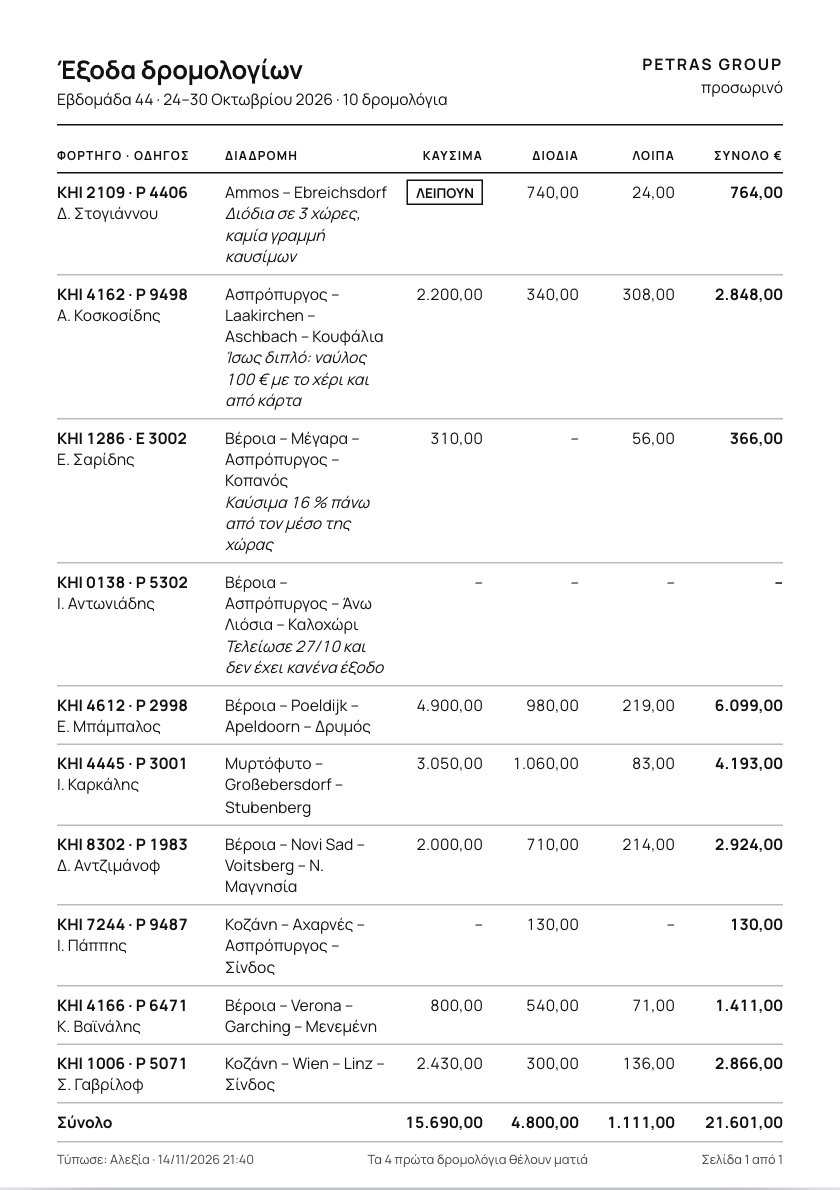 Έξοδα δρομολογίων
Εβδομάδα 44 · 24–30 Οκτωβρίου 2026 · 10 δρομολόγια
PETRAS GROUP
προσωρινό
ΦΟΡΤΗΓΟ · ΟΔΗΓΟΣ ΔΙΑΔΡΟΜΗ ΚΑΥΣΙΜΑ ΔΙΟΔΙΑ ΛΟΙΠΑ ΣΥΝΟΛΟ €
ΚΗΙ 2109 · Ρ 4406 Ammos – Ebreichsdorf ΛΕΙΠΟΥΝ 740,00 24,00 764,00
Δ. Στογιάννου Διόδια σε 3 χώρες,
καμία γραμμή
καυσίμων
ΚΗΙ 4162 · Ρ 9498 Ασπρόπυργος – 2.200,00 340,00 308,00 2.848,00
Α. Κοσκοσίδης Laakirchen –
Aschbach – Κουφάλια
Ίσως διπλό: ναύλος
100 € με το χέρι και
από κάρτα
ΚΗΙ 1286 · Ε 3002 Βέροια – Μέγαρα – 310,00 – 56,00 366,00
Ε. Σαρίδης Ασπρόπυργος –
Κοπανός
Καύσιμα 16 % πάνω
από τον μέσο της
χώρας
ΚΗΙ 0138 · Ρ 5302 Βέροια – – – – –
Ι. Αντωνιάδης Ασπρόπυργος – Άνω
Λιόσια – Καλοχώρι
Τελείωσε 27/10 και
δεν έχει κανένα έξοδο
ΚΗΙ 4612 · Ρ 2998 Βέροια – Poeldijk – 4.900,00 980,00 219,00 6.099,00
Ε. Μπάμπαλος Apeldoorn – Δρυμός
ΚΗΙ 4445 · Ρ 3001 Μυρτόφυτο – 3.050,00 1.060,00 83,00 4.193,00
Ι. Καρκάλης Großebersdorf –
Stubenberg
ΚΗΙ 8302 · Ρ 1983 Βέροια – Novi Sad – 2.000,00 710,00 214,00 2.924,00
Δ. Αντζιμάνοφ Voitsberg – Ν.
Μαγνησία
ΚΗΙ 7244 · Ρ 9487 Κοζάνη – Αχαρνές – – 130,00 – 130,00
Ι. Πάππης Ασπρόπυργος –
Σίνδος
ΚΗΙ 4166 · Ρ 6471 Βέροια – Verona – 800,00 540,00 71,00 1.411,00
Κ. Βαϊνάλης Garching – Μενεμένη
ΚΗΙ 1006 · Ρ 5071 Κοζάνη – Wien – Linz – 2.430,00 300,00 136,00 2.866,00
Σ. Γαβρίλοφ Σίνδος
Σύνολο 15.690,00 4.800,00 1.111,00 21.601,00
Τύπωσε: Αλεξία · 14/11/2026 21:40 Τα 4 πρώτα δρομολόγια θέλουν ματιά Σελίδα 1 από 1